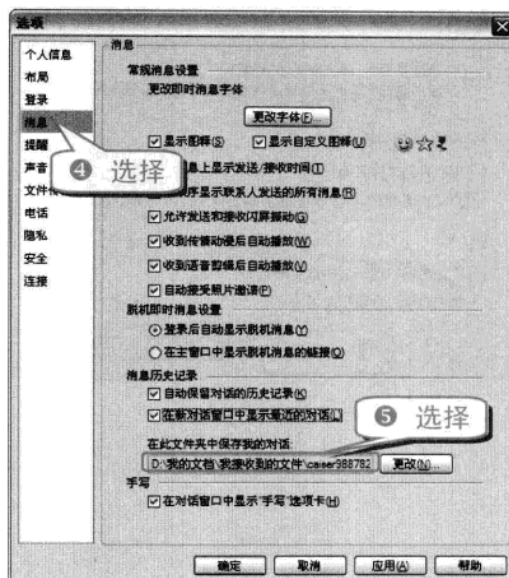 选项
个人信息
布局
登录
消息
提醒
声音
文件传
电话
隐私
安全
连接
④ 选择
消息
常规消息设置
更改即时消息字体
更改字体(F)...
显示图释(S) 显示自定义图释(U)
息上显示发送/接收时间(T)
序显示联系人发送的所有消息(R)
允许发送和接收闪屏振动(G)
收到传情动漫后自动播放(W)
收到语音剪辑后自动播放(V)
自动接受照片邀请(P)
脱机即时消息设置
登录后自动显示脱机消息(Y)
在主窗口中显示脱机消息的链接(O)
消息历史记录
自动保留对话的历史记录(K)
在新对话窗口中显示最近的对话(L)
⑤ 选择
在此文件夹中保存我的对话:
D:\我的文档\我接收到的文件\caiser988782 更改(N)...
手写
在对话窗口中显示"手写"选项卡(H)
确定 取消 应用(A) 帮助